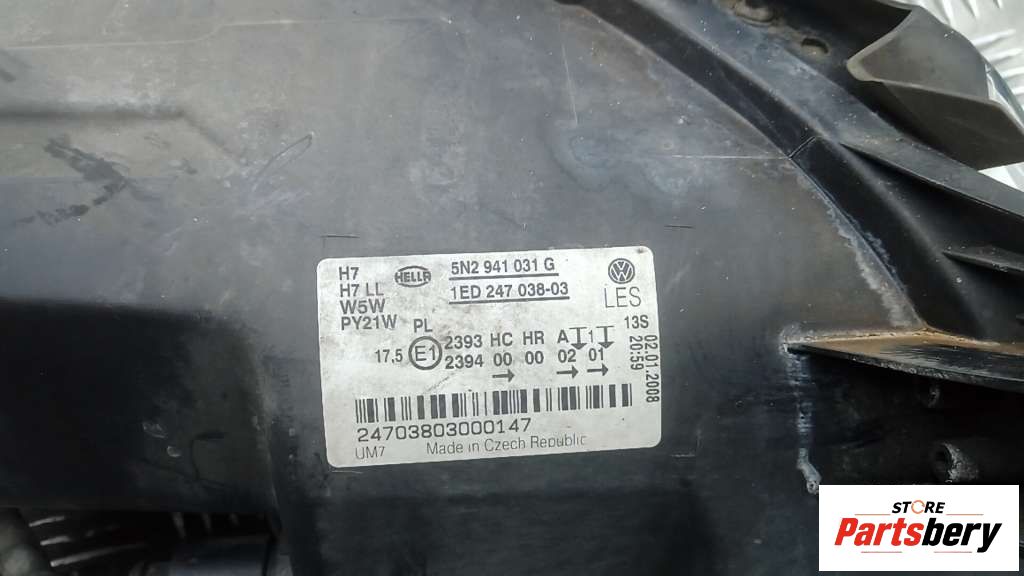 H7
H7 LL
W5W
PY21W
HELLA
5N2 941 031 G
1ED 247 038-03
LES
13S
02.01.2008
20:59
PL
2393 HC HR A 1
17,5 E1
2394 00 00 02 01
24703803000147
UM7 Made in Czech Republic
STORE
Partsbery